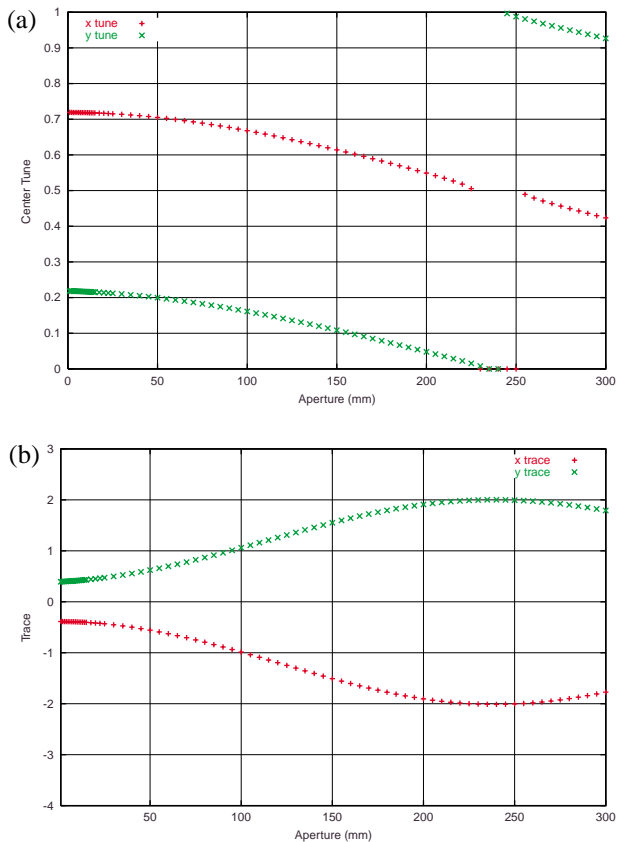 (a)
x tune
y tune
1
0.9
0.8
0.7
0.6
0.5
0.4
0.3
0.2
0.1
0
Center Tune
0 50 100 150 200 250 300
Aperture (mm)
(b)
x trace
y trace
3
2
1
0
-1
-2
-3
-4
Trace
50 100 150 200 250 300
Aperture (mm)